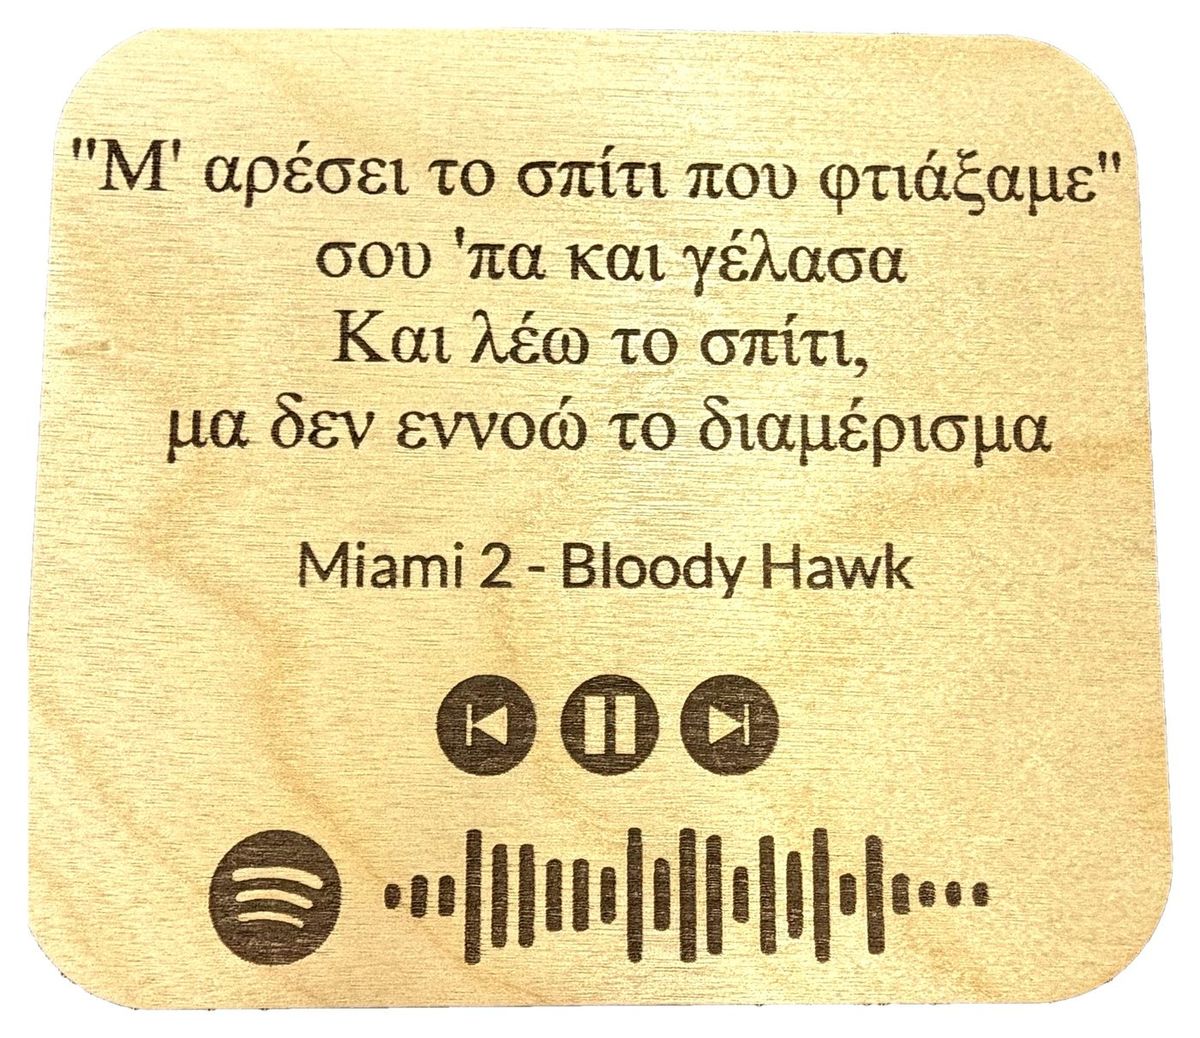 "Μ' αρέσει το σπίτι που φτιάξαμε"
σου 'πα και γέλασα
Και λέω το σπίτι,
μα δεν εννοώ το διαμέρισμα
Miami 2 - Bloody Hawk